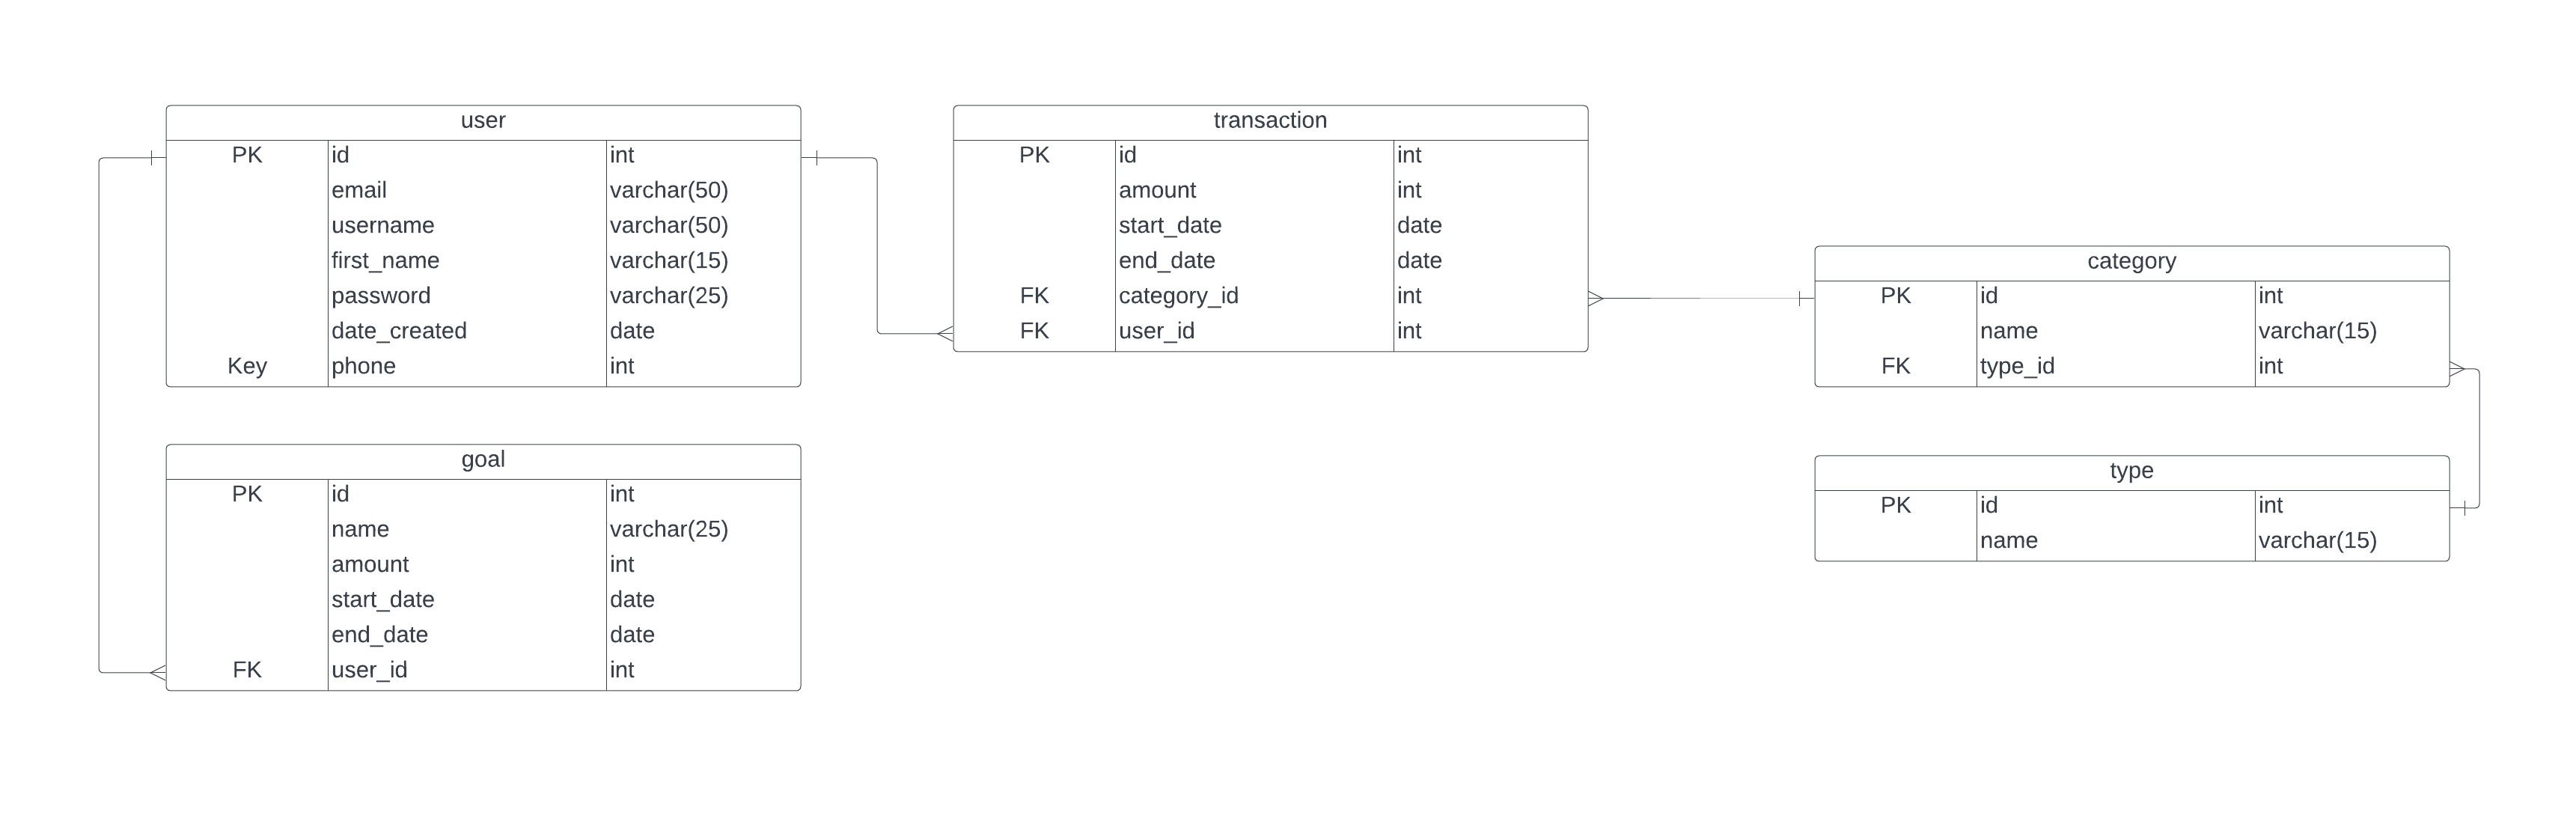 user
PK id int
email varchar(50)
username varchar(50)
first_name varchar(15)
password varchar(25)
date_created date
Key phone int
transaction
PK id int
amount int
start_date date
end_date date
FK category_id int
FK user_id int
category
PK id int
name varchar(15)
FK type_id int
goal
PK id int
name varchar(25)
amount int
start_date date
end_date date
FK user_id int
type
PK id int
name varchar(15)